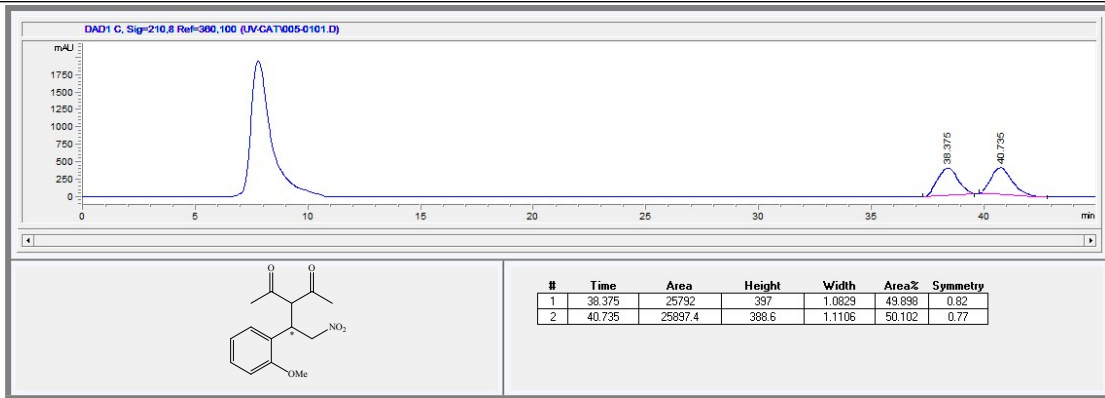 DAD1 C, Sig=210,8 Ref=360,100 (UV-CAT\005-0101.D)
mAU
1750
1500
1250
1000
750
500
250
0
38.375
40.735
0 5 10 15 20 25 30 35 40 min
O O
NO2
*
OMe
# Time Area Height Width Area% Symmetry
1 38.375 25792 397 1.0829 49.898 0.82
2 40.735 25897.4 388.6 1.1106 50.102 0.77